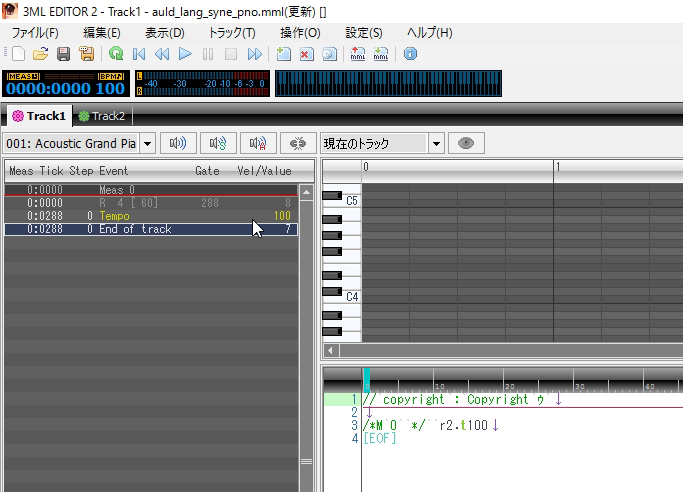 3ML EDITOR 2 - Track1 - auld_lang_syne_pno.mml(更新) []
ファイル(F) 編集(E) 表示(D) トラック(T) 操作(O) 設定(S) ヘルプ(H)
MML MML
MEAS BPM
0000:0000 100
L -40 -30 -20 -10 -6 -3 0
R
Track1 Track2
001: Acoustic Grand Pia 現在のトラック
Meas Tick Step Event Gate Vel/Value
0:0000 Meas 0
0:0000 R 4 [ 60] 288 8
0:0288 0 Tempo 100
0:0288 0 End of track 7
0 1
C5
C4
0 10 20 30 40
1 //`copyright`:`Copyright ゥ`↓
2 ↓
3 /*M 0``*/``r2.t100↓
4 [EOF]